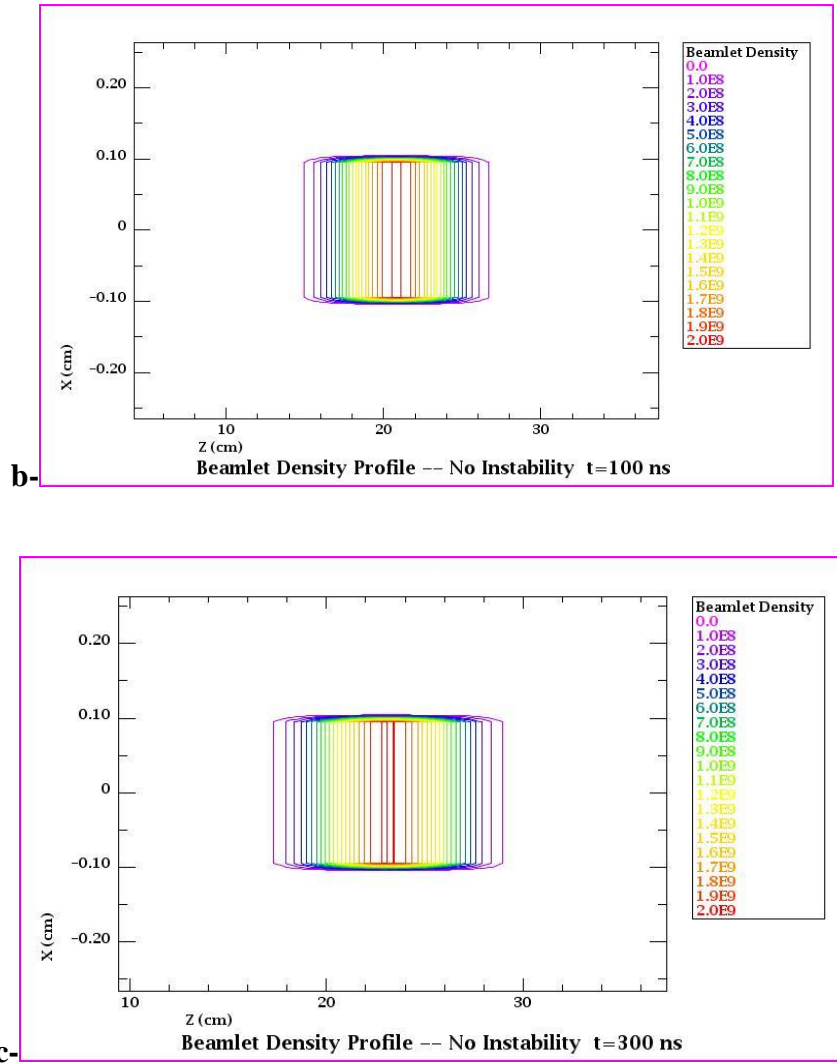 Beamlet Density
0.0
1.0E8
2.0E8
3.0E8
4.0E8
5.0E8
6.0E8
7.0E8
8.0E8
9.0E8
1.0E9
1.1E9
1.2E9
1.3E9
1.4E9
1.5E9
1.6E9
1.7E9
1.8E9
1.9E9
2.0E9
0.20
0.10
0
−0.10
−0.20
X (cm)
10 20 30
Z (cm)
Beamlet Density Profile -- No Instability t=100 ns
b-
Beamlet Density
0.0
1.0E8
2.0E8
3.0E8
4.0E8
5.0E8
6.0E8
7.0E8
8.0E8
9.0E8
1.0E9
1.1E9
1.2E9
1.3E9
1.4E9
1.5E9
1.6E9
1.7E9
1.8E9
1.9E9
2.0E9
0.20
0.10
0
−0.10
−0.20
X (cm)
10 20 30
Z (cm)
Beamlet Density Profile -- No Instability t=300 ns
c-